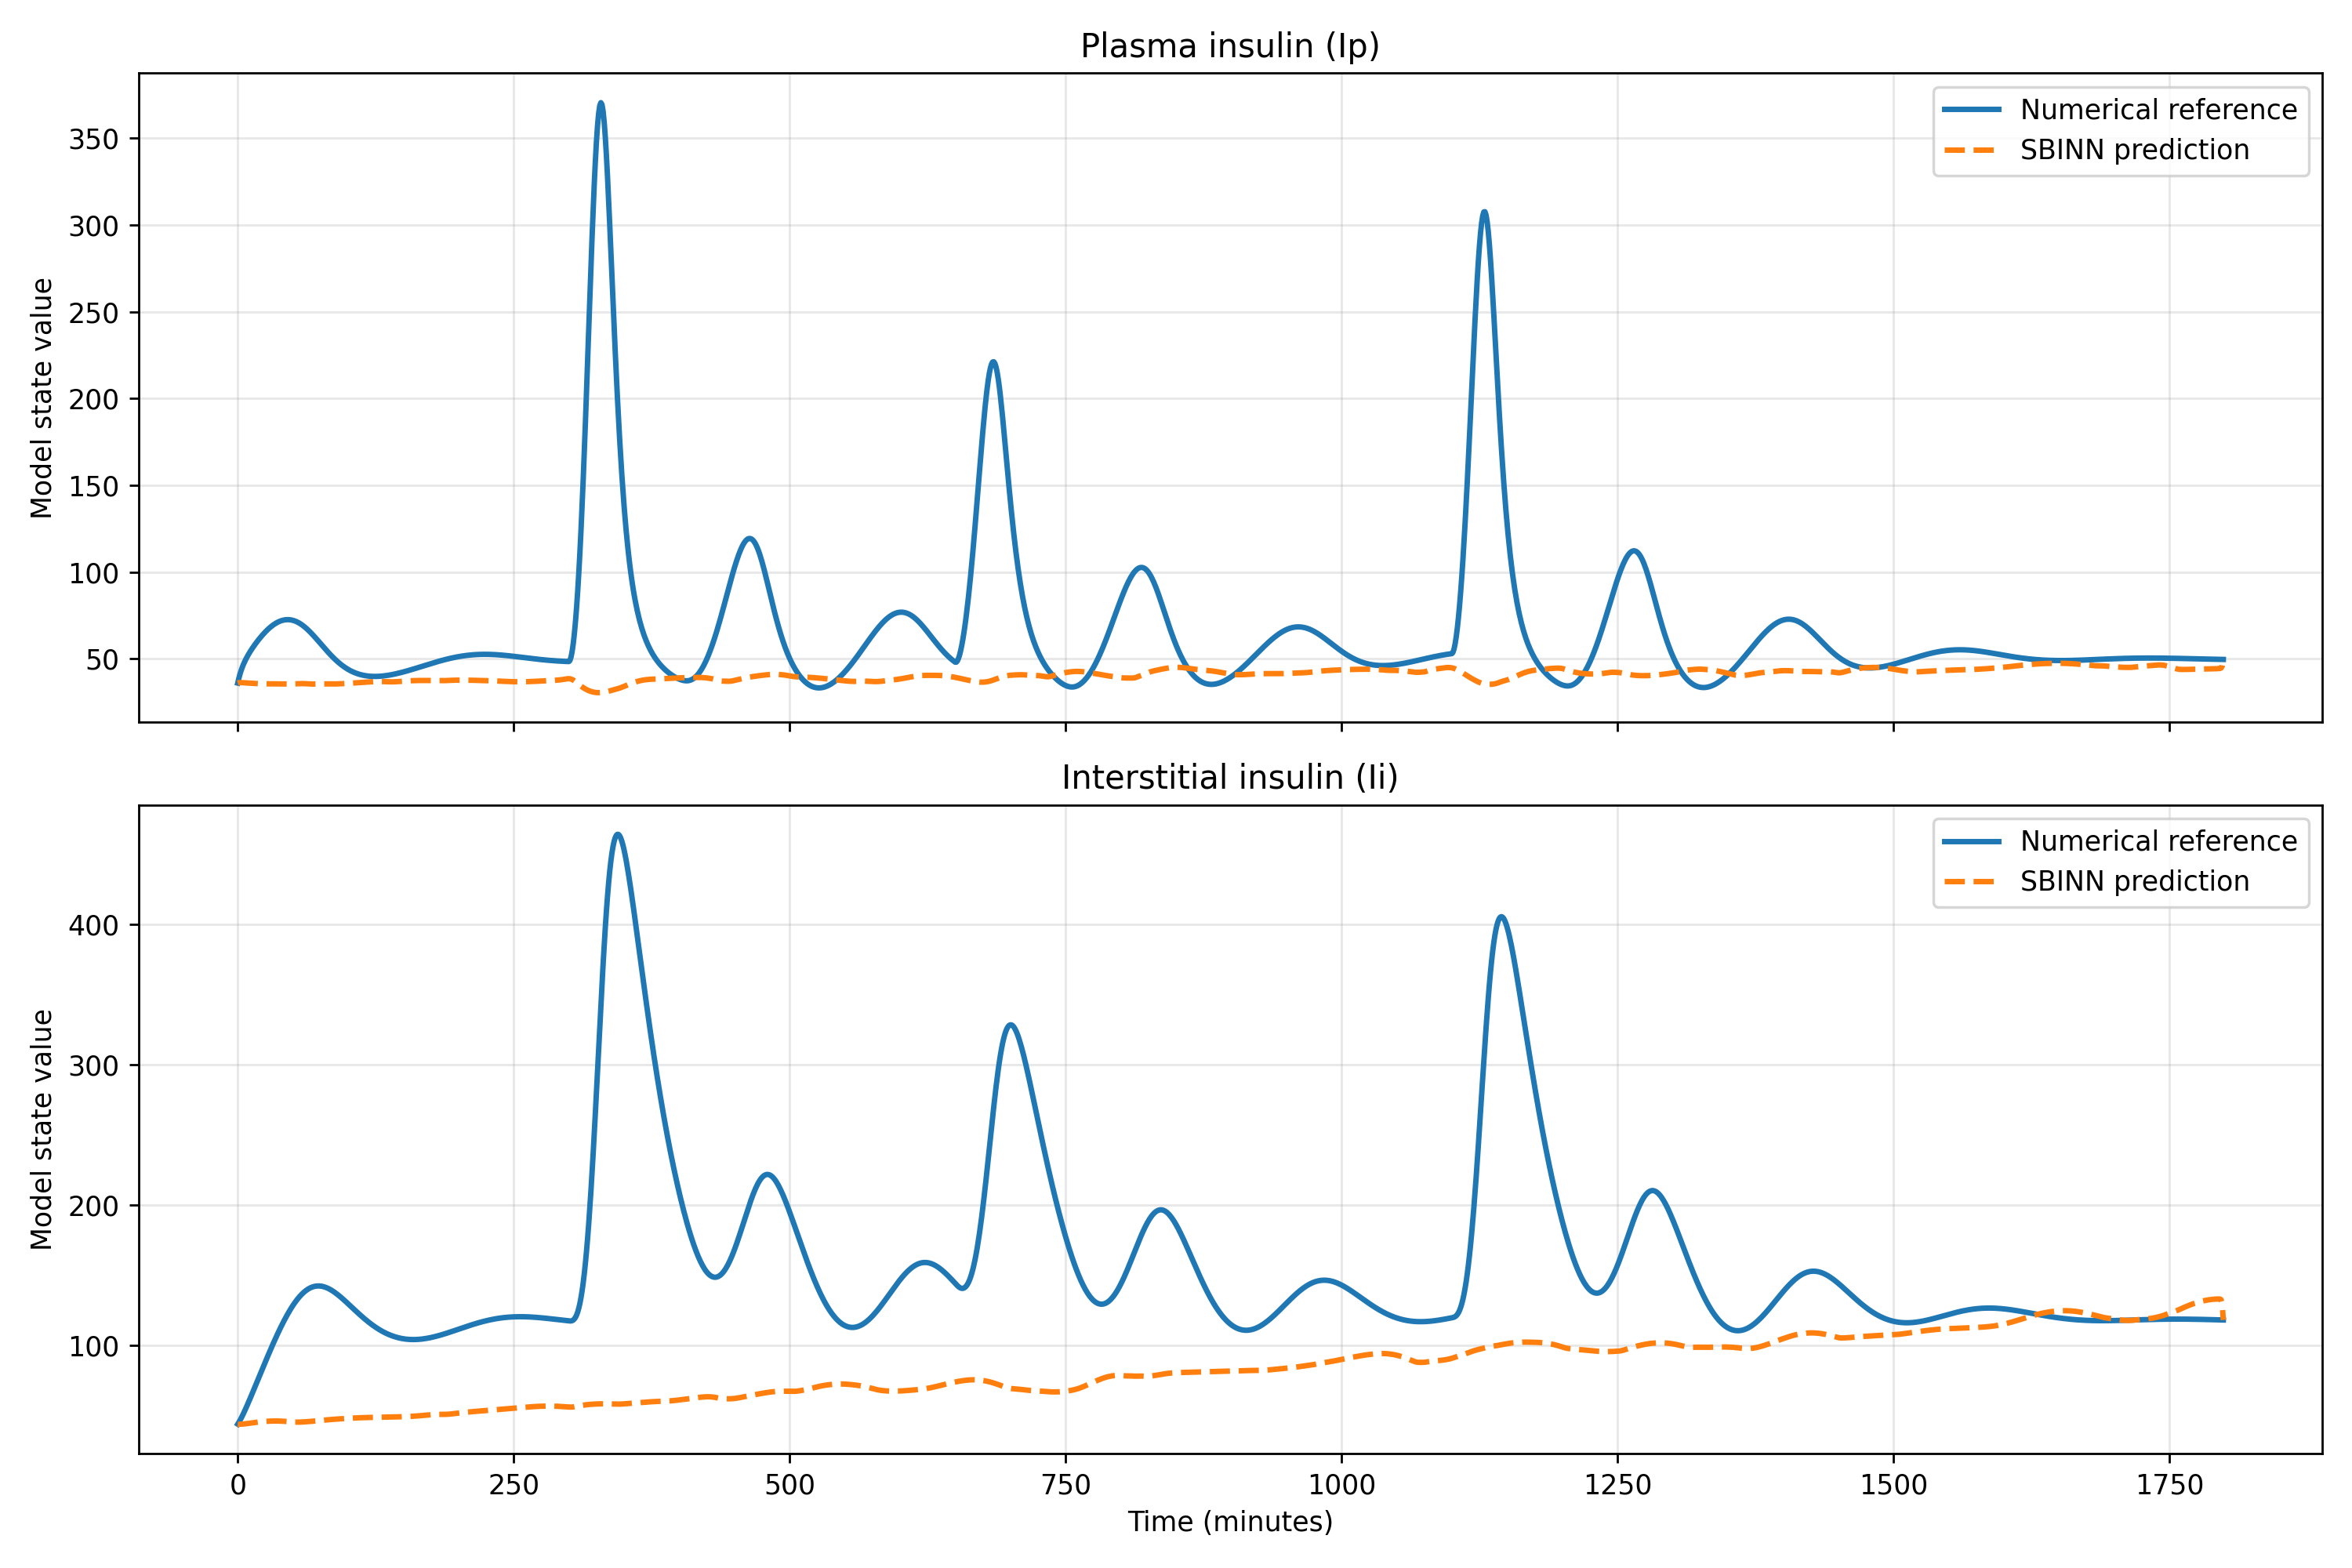 Plasma insulin (Ip)
Numerical reference
SBINN prediction
Model state value
350
300
250
200
150
100
50
Interstitial insulin (Ii)
Numerical reference
SBINN prediction
Model state value
400
300
200
100
0 250 500 750 1000 1250 1500 1750
Time (minutes)